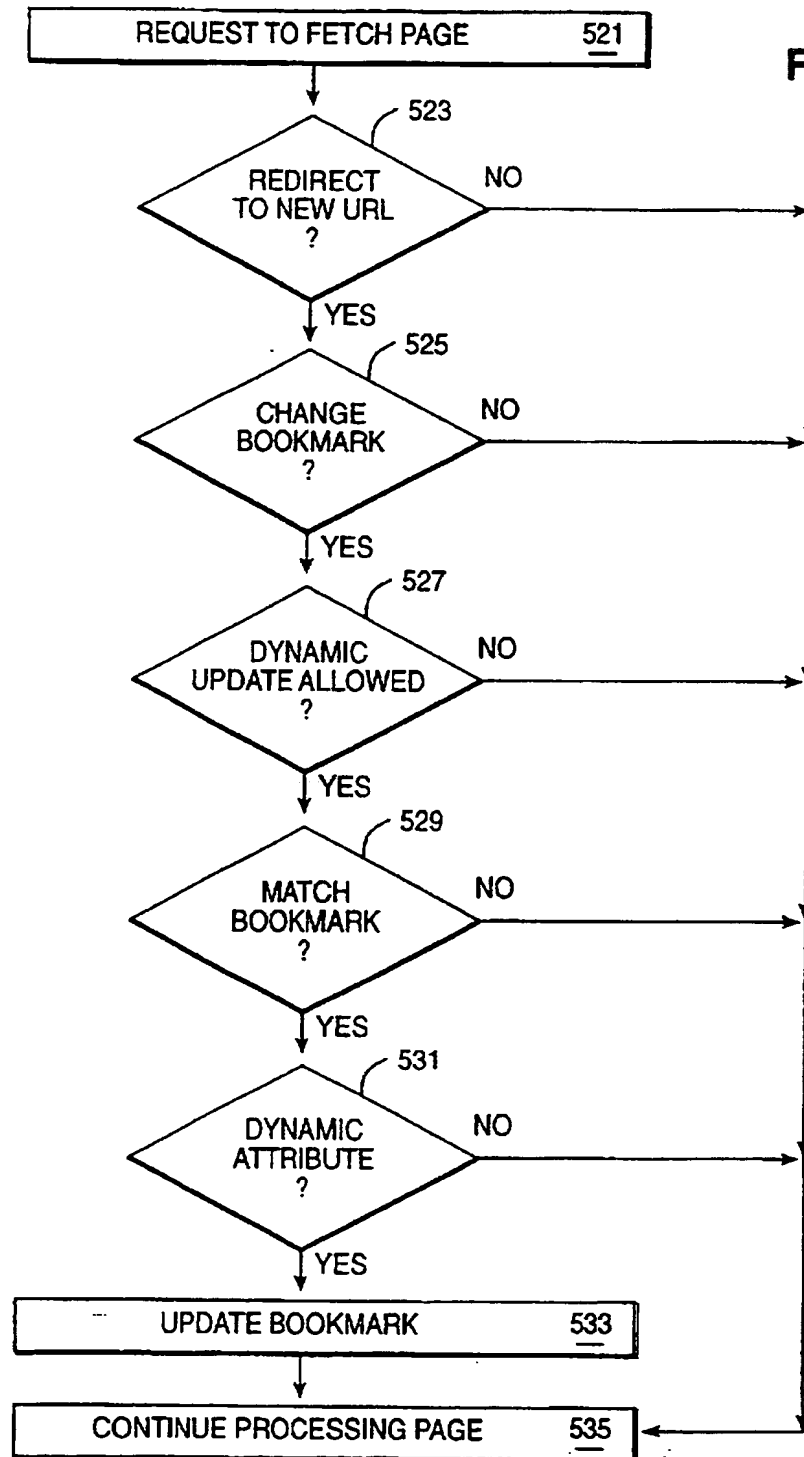 REQUEST TO FETCH PAGE 521
F
523
REDIRECT
TO NEW URL
?
NO
YES
525
CHANGE
BOOKMARK
?
NO
YES
527
DYNAMIC
UPDATE ALLOWED
?
NO
YES
529
MATCH
BOOKMARK
?
NO
YES
531
DYNAMIC
ATTRIBUTE
?
NO
YES
UPDATE BOOKMARK 533
CONTINUE PROCESSING PAGE 535